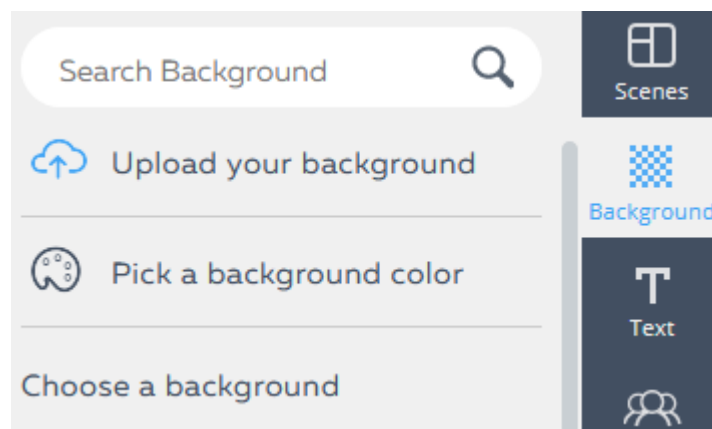 Search Background
Scenes
Upload your background
Background
Pick a background color
Text
Choose a background